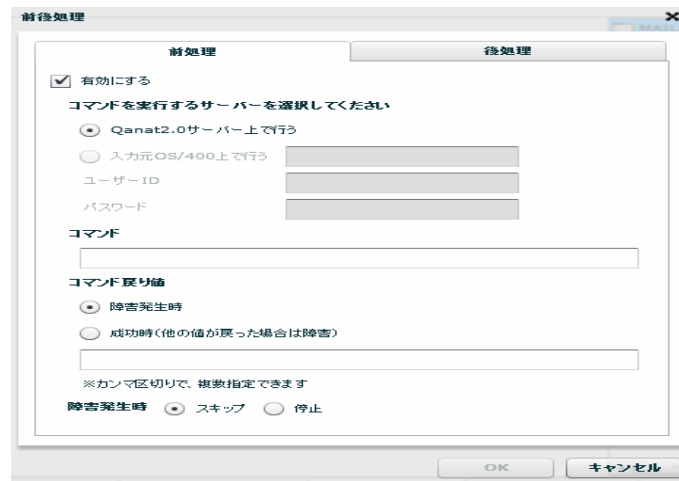 前後処理
MAIL
前処理
後処理
有効にする
コマンドを実行するサーバーを選択してください
Qanat2.0サーバー上で行う
入力元OS/400上で行う
ユーザーID
パスワード
コマンド
コマンド戻り値
障害発生時
成功時(他の値が戻った場合は障害)
※カンマ区切りで、複数指定できます
障害発生時 スキップ 停止
OK キャンセル